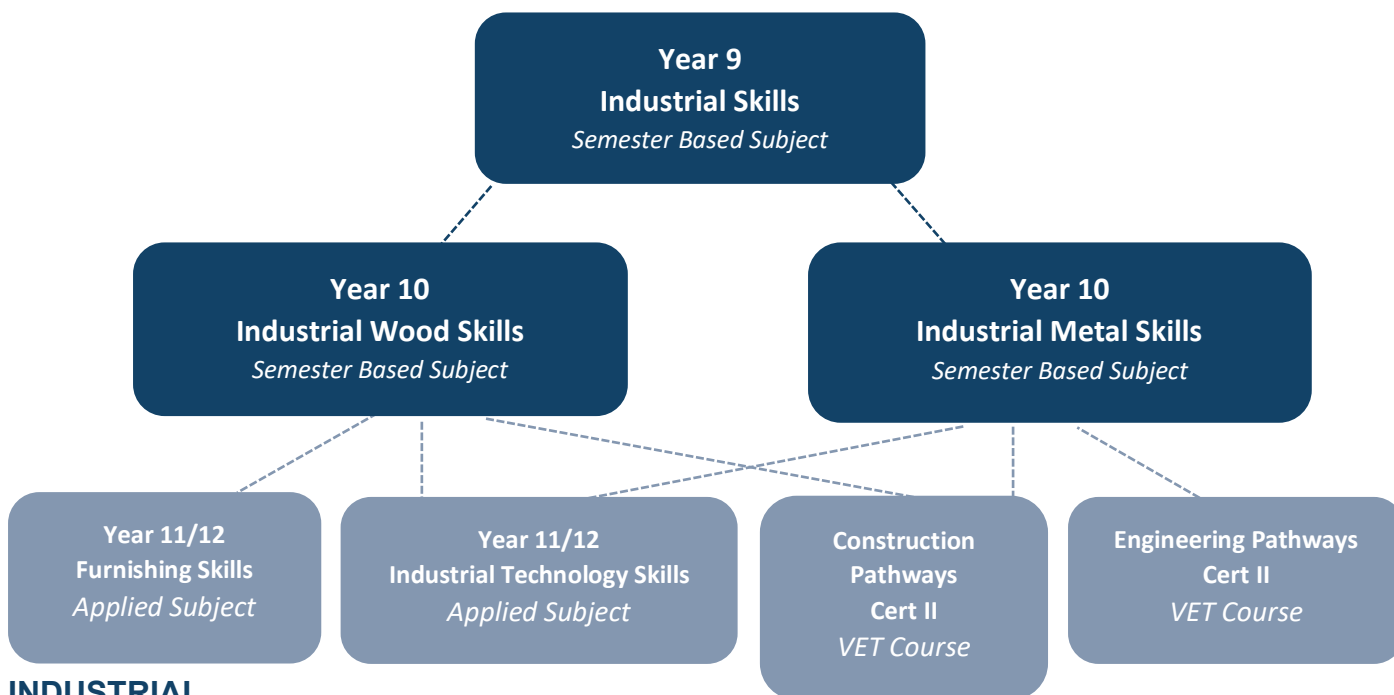 Year 9
Industrial Skills
Semester Based Subject
Year 10
Industrial Wood Skills
Semester Based Subject
Year 10
Industrial Metal Skills
Semester Based Subject
Year 11/12
Furnishing Skills
Applied Subject
Year 11/12
Industrial Technology Skills
Applied Subject
Construction
Pathways
Cert II
VET Course
Engineering Pathways
Cert II
VET Course
INDUSTRIAL